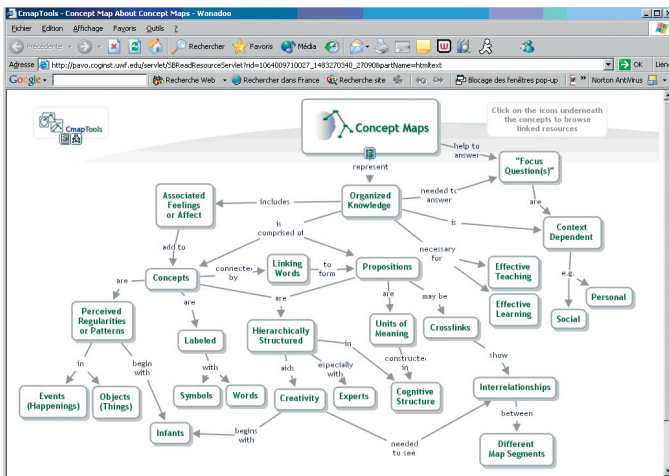 CmapTools - Concept Map About Concept Maps - Wanadoo
Fichier Edition Affichage Favoris Outils ?
Précédente Rechercher Favoris Média
Adresse http://pavo.coginst.uwf.edu/servlet/SBReadResourceServlet?rid=1064009710027_1483270340_27090&partName=htmltext OK Liens
Google Recherche Web Rechercher dans France Recherche site Blocage des fenêtres pop-up Norton AntiVirus
CmapTools
Concept Maps
Click on the icons underneath
the concepts to browse
linked resources
help to
answer
represent
"Focus
Question(s)"
Associated
Feelings
or Affect
includes
Organized
Knowledge
needed to
answer
are
is
comprised of
is
Context
Dependent
add to
necessary
for
Concepts
connected
by
Linking
Words
to
form
Propositions
Effective
Teaching
e.g.
are
are
are
are
may be
Effective
Learning
Personal
Social
Perceived
Regularities
or Patterns
Labeled
Hierarchically
Structured
Units of
Meaning
Crosslinks
in
in
begin
with
with
aids
especially
with
constructed
in
show
Events
(Happenings)
Objects
(Things)
Symbols
Words
Creativity
Experts
Cognitive
Structure
Interrelationships
Infants
begins
with
needed
to see
between
Different
Map Segments